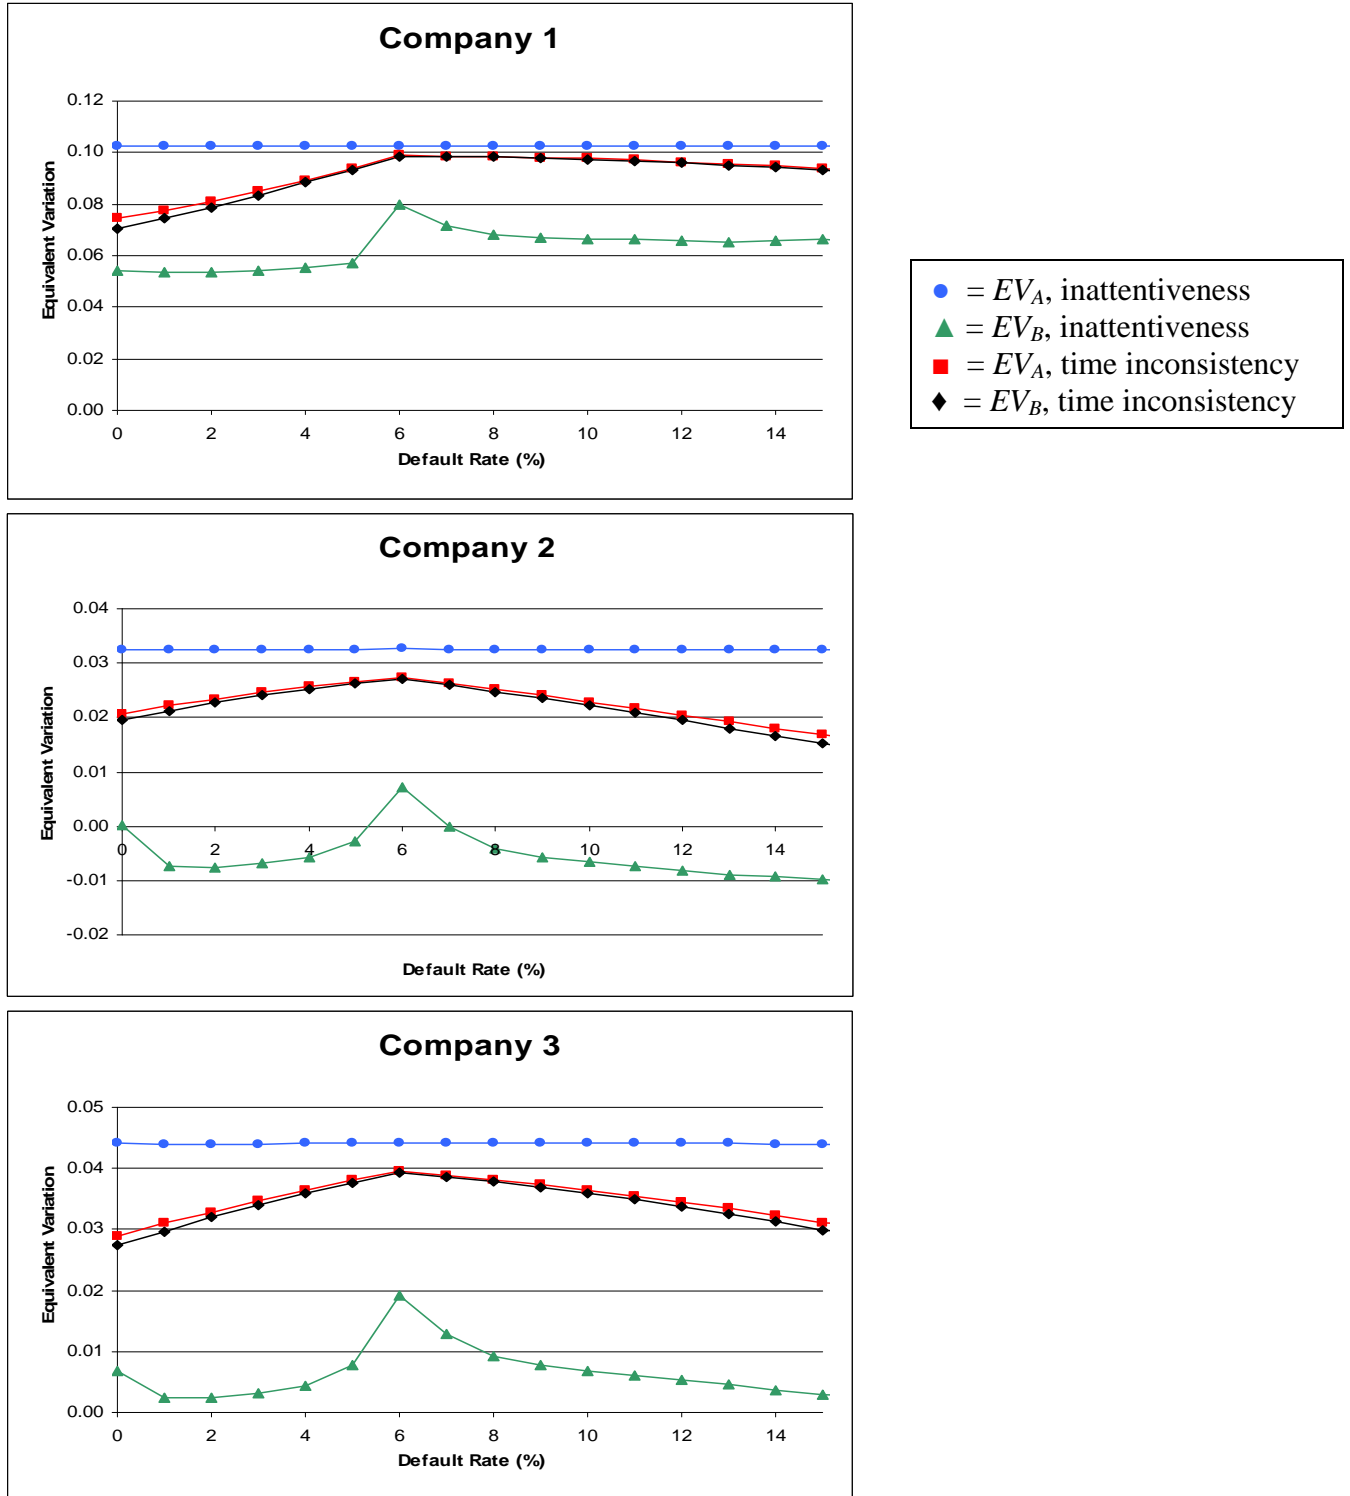 Company 1
0.12
0.10
0.08
0.06
0.04
0.02
0.00
Equivalent Variation
0 2 4 6 8 10 12 14
Default Rate (%)
= EV_A, inattentiveness
= EV_B, inattentiveness
= EV_A, time inconsistency
= EV_B, time inconsistency
Company 2
0.04
0.03
0.02
0.01
0.00
-0.01
-0.02
Equivalent Variation
0 2 4 6 8 10 12 14
Default Rate (%)
Company 3
0.05
0.04
0.03
0.02
0.01
0.00
Equivalent Variation
0 2 4 6 8 10 12 14
Default Rate (%)